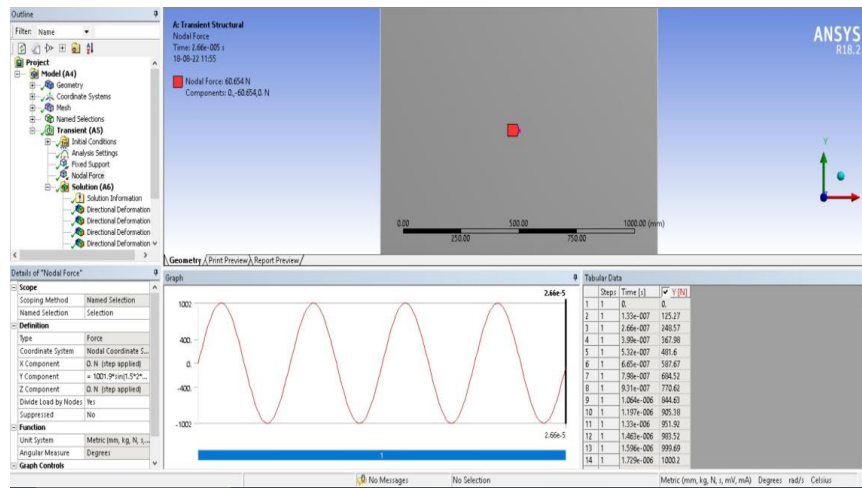 Outline
Filter: Name
Project
Model (A4)
Geometry
Coordinate Systems
Mesh
Named Selections
Transient (A5)
Initial Conditions
Analysis Settings
Fixed Support
Nodal Force
Solution (A6)
Solution Information
Directional Deformation
Directional Deformation
Directional Deformation
Directional Deformation
A: Transient Structural
Nodal Force
Time: 2.66e-005 s
18-08-22 11:55
Nodal Force: 60.654 N
Components: 0.,-60.654,0. N
ANSYS
R18.2
Y
0.00 500.00 1000.00 (mm)
250.00 750.00
Geometry Print Preview Report Preview
Details of "Nodal Force"
Scope
Scoping Method Named Selection
Named Selection Selection
Definition
Type Force
Coordinate System Nodal Coordinate S...
X Component 0. N (step applied)
Y Component = 1001.9*sin(1.5*2*...
Z Component 0. N (step applied)
Divide Load by Nodes Yes
Suppressed No
Function
Unit System Metric (mm, kg, N, s,...
Angular Measure Degrees
Graph Controls
Graph
2.66e-5
1002
400.
0.
-400.
-1002
2.66e-5
1
Tabular Data
Steps Time [s] Y [N]
1 1 0. 0.
2 1 1.33e-007 125.27
3 1 2.66e-007 248.57
4 1 3.99e-007 367.98
5 1 5.32e-007 481.6
6 1 6.65e-007 587.67
7 1 7.98e-007 684.52
8 1 9.31e-007 770.62
9 1 1.064e-006 844.63
10 1 1.197e-006 905.38
11 1 1.33e-006 951.92
12 1 1.463e-006 983.52
13 1 1.596e-006 999.69
14 1 1.729e-006 1000.2
No Messages No Selection Metric (mm, kg, N, s, mV, mA) Degrees rad/s Celsius